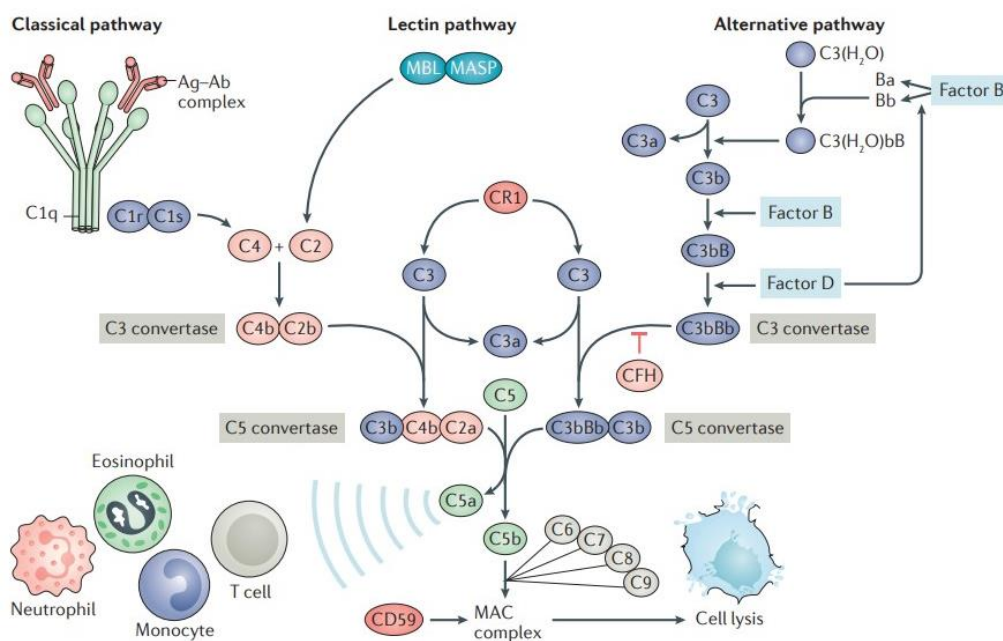 Classical pathway
Lectin pathway
Alternative pathway
Ag–Ab
complex
C1q
C1r
C1s
MBL
MASP
C3(H₂O)
Ba
Bb
Factor B
C3
C3a
C3(H₂O)bB
C3b
Factor B
C3bB
Factor D
CR1
C4 + C2
C3
C3
C3 convertase
C4b
C2b
C3a
C3bBb
C3 convertase
CFH
C5
C5 convertase
C3b
C4b
C2a
C3bBb
C3b
C5 convertase
Eosinophil
Neutrophil
Monocyte
T cell
C5a
C5b
C6
C7
C8
C9
CD59
MAC
complex
Cell lysis